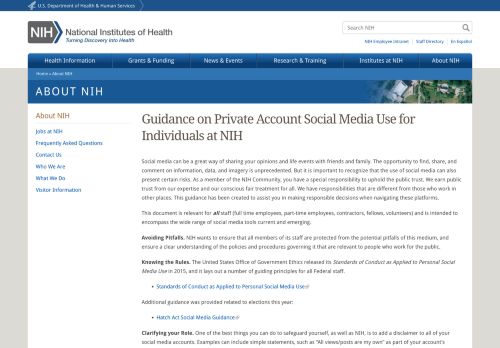 U.S. Department of Health & Human Services
NIH National Institutes of Health
Turning Discovery Into Health
Search NIH
NIH Employee Intranet | Staff Directory | En Español
Health Information
Grants & Funding
News & Events
Research & Training
Institutes at NIH
About NIH
Home » About NIH
ABOUT NIH
About NIH
Jobs at NIH
Frequently Asked Questions
Contact Us
Who We Are
What We Do
Visitor Information
Guidance on Private Account Social Media Use for
Individuals at NIH
Social media can be a great way of sharing your opinions and life events with friends and family. The opportunity to find, share, and
comment on information, data, and imagery is unprecedented. But it is important to recognize that the use of social media can also
present certain risks. As a member of the NIH Community, you have a special responsibility to uphold the public trust. We earn public
trust from our expertise and our conscious fair treatment for all. We have responsibilities that are different from those who work in
other places. This guidance has been created to assist you in making responsible decisions when navigating these platforms.
This document is relevant for all staff (full time employees, part-time employees, contractors, fellows, volunteers) and is intended to
encompass the wide range of social media tools current and emerging.
Avoiding Pitfalls. NIH wants to ensure that all members of its staff are protected from the potential pitfalls of this medium, and
ensure a clear understanding of the policies and procedures governing it that are relevant to people who work for the public.
Knowing the Rules. The United States Office of Government Ethics released its Standards of Conduct as Applied to Personal Social
Media Use in 2015, and it lays out a number of guiding principles for all Federal staff.
• Standards of Conduct as Applied to Personal Social Media Use
Additional guidance was provided related to elections this year:
• Hatch Act Social Media Guidance
Clarifying Your Role. One of the best things you can do to safeguard yourself, as well as NIH, is to add a disclaimer to all of your
social media accounts. Examples can include simple statements, such as "All views/posts are my own" as part of your account's